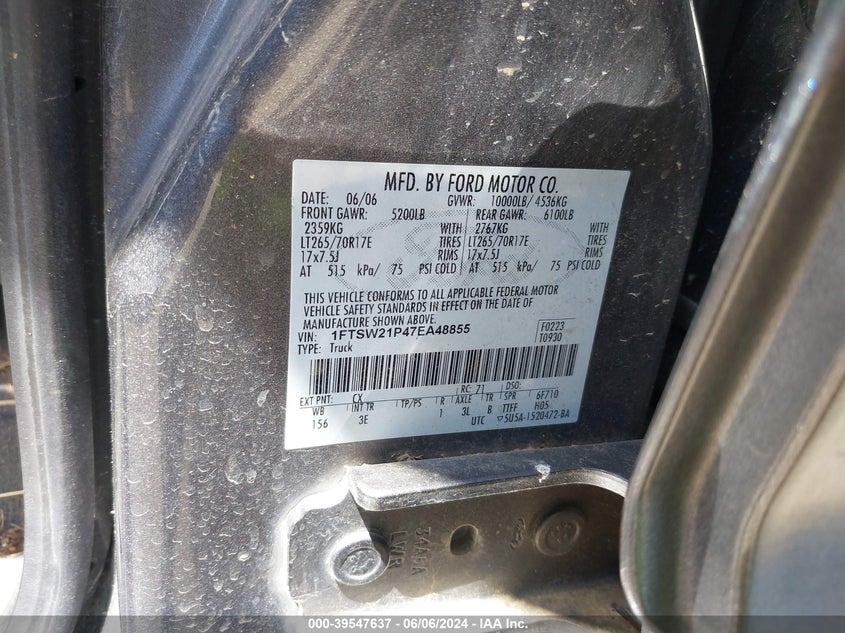 MFD. BY FORD MOTOR CO.
DATE: 06/06 GVWR: 10000LB/ 4536KG
FRONT GAWR: 5200LB REAR GAWR: 6100LB
2359KG WITH 2767KG WITH
LT265/70R17E TIRES LT265/70R17E TIRES
17x7.5J RIMS 17x7.5J RIMS
AT 515 kPa/ 75 PSI COLD AT 515 kPa/ 75 PSI COLD
THIS VEHICLE CONFORMS TO ALL APPLICABLE FEDERAL MOTOR
VEHICLE SAFETY STANDARDS IN EFFECT ON THE DATE OF
MANUFACTURE SHOWN ABOVE.
VIN: 1FTSW21P47EA48855 F0223
TYPE: Truck T0930
EXT PNT: CX RC: 71 DSO:
WB INT TR TP/PS R AXLE TR SPR 6F710
156 3E 1 3L B TTFF H05
UTC ▽5U5A-1520472-BA
LWR
000-39547637 - 06/06/2024 - IAA Inc.